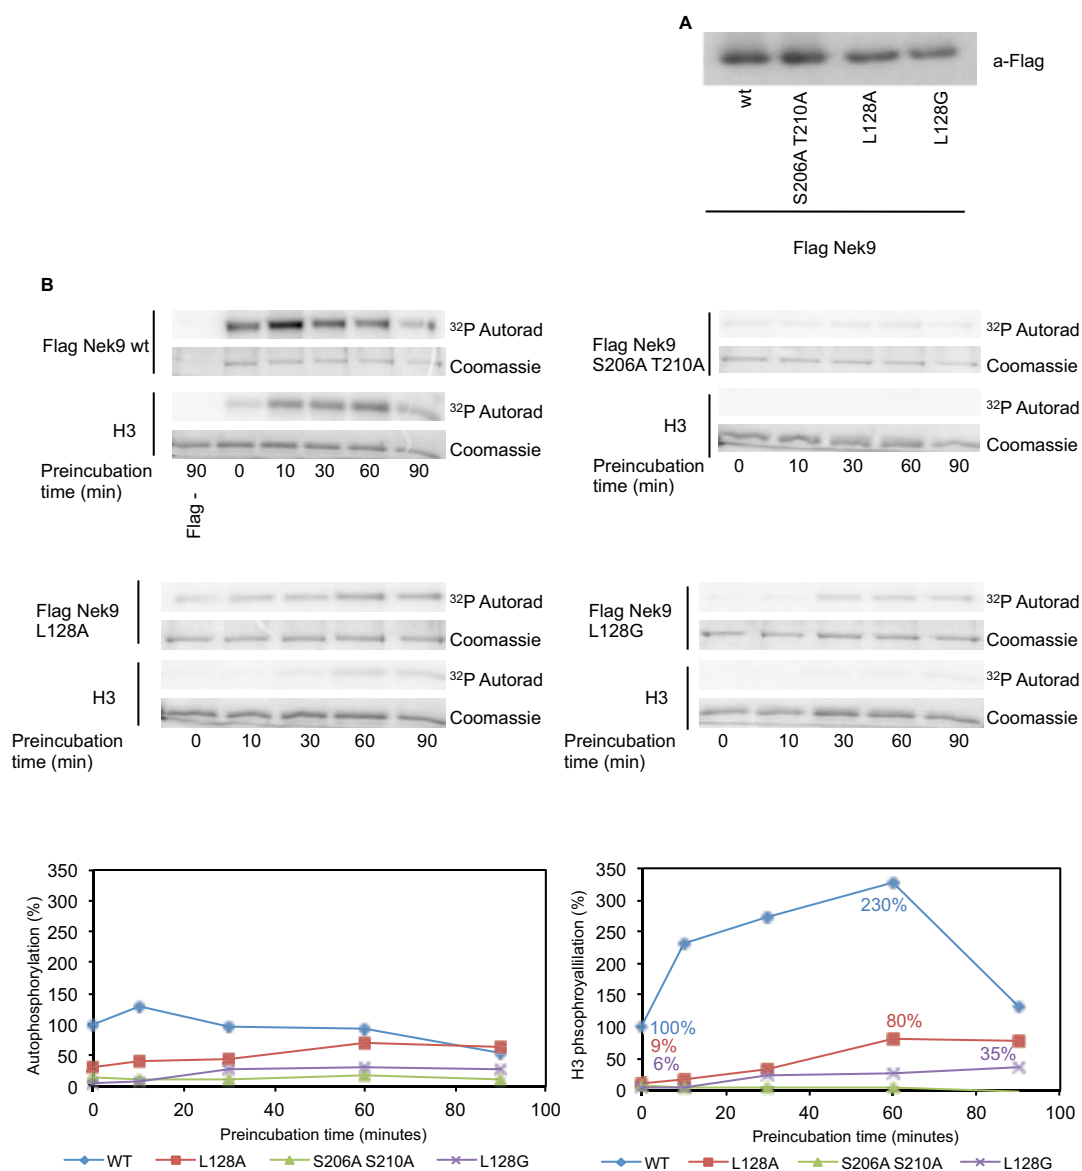 A
a-Flag
wt
S206A T210A
L128A
L128G
Flag Nek9
B
Flag Nek9 wt
32P Autorad
Coomassie
H3
32P Autorad
Coomassie
Preincubation
time (min)
90 0 10 30 60 90
Flag -
Flag Nek9
S206A T210A
32P Autorad
Coomassie
H3
32P Autorad
Coomassie
Preincubation
time (min)
0 10 30 60 90
Flag Nek9
L128A
32P Autorad
Coomassie
H3
32P Autorad
Coomassie
Preincubation
time (min)
0 10 30 60 90
Flag Nek9
L128G
32P Autorad
Coomassie
H3
32P Autorad
Coomassie
Preincubation
time (min)
0 10 30 60 90
Autophosphorylation (%)
350
300
250
200
150
100
50
0
0 20 40 60 80 100
Preincubation time (minutes)
WT L128A S206A S210A L128G
H3 phsophroyallilation (%)
350
300
250
200
150
100
50
0
230%
100%
9%
6%
80%
35%
0 20 40 60 80 100
Preincubation time (minutes)
WT L128A S206A S210A L128G